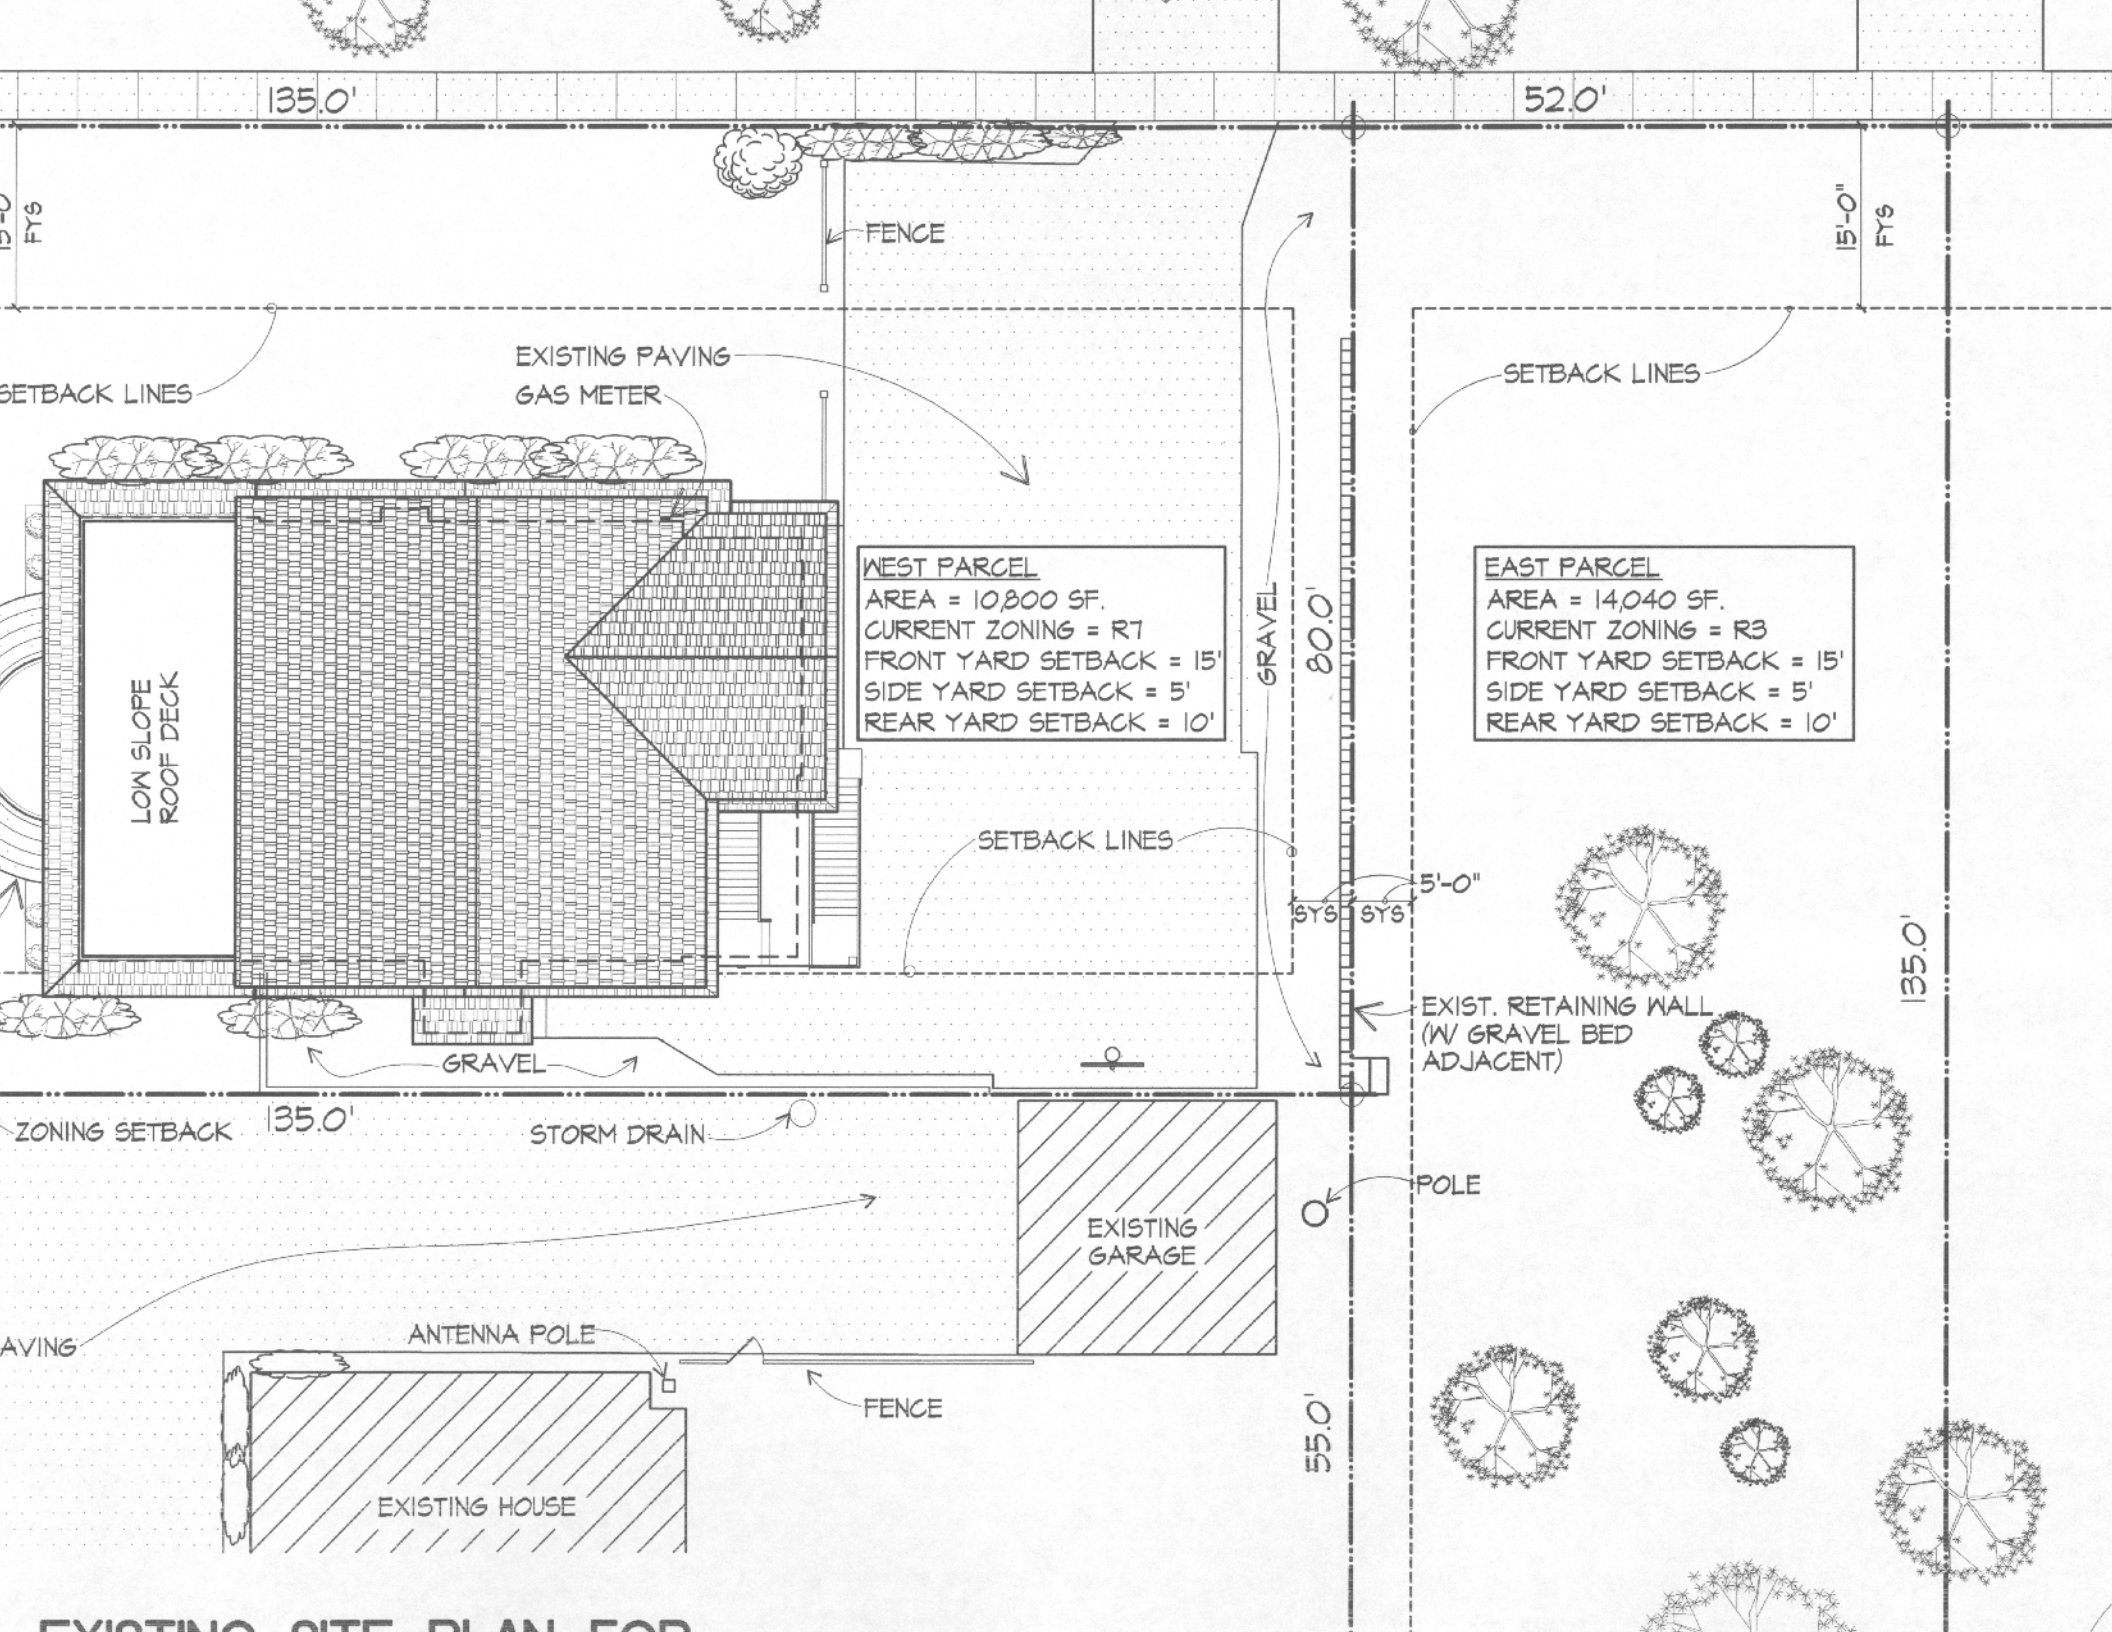 135.0'
52.0'
15'-0"
FYS
15'-0"
FYS
FENCE
EXISTING PAVING
GAS METER
SETBACK LINES
SETBACK LINES
LOW SLOPE
ROOF DECK
WEST PARCEL
AREA = 10,800 SF.
CURRENT ZONING = R7
FRONT YARD SETBACK = 15'
SIDE YARD SETBACK = 5'
REAR YARD SETBACK = 10'
GRAVEL
80.0'
EAST PARCEL
AREA = 14,040 SF.
CURRENT ZONING = R3
FRONT YARD SETBACK = 15'
SIDE YARD SETBACK = 5'
REAR YARD SETBACK = 10'
SETBACK LINES
5'-0"
SYS
SYS
135.0'
EXIST. RETAINING WALL
(W/ GRAVEL BED
ADJACENT)
GRAVEL
135.0'
ZONING SETBACK
STORM DRAIN
POLE
EXISTING
GARAGE
AVING
ANTENNA POLE
FENCE
55.0'
EXISTING HOUSE
EXISTING SITE PLAN FOR